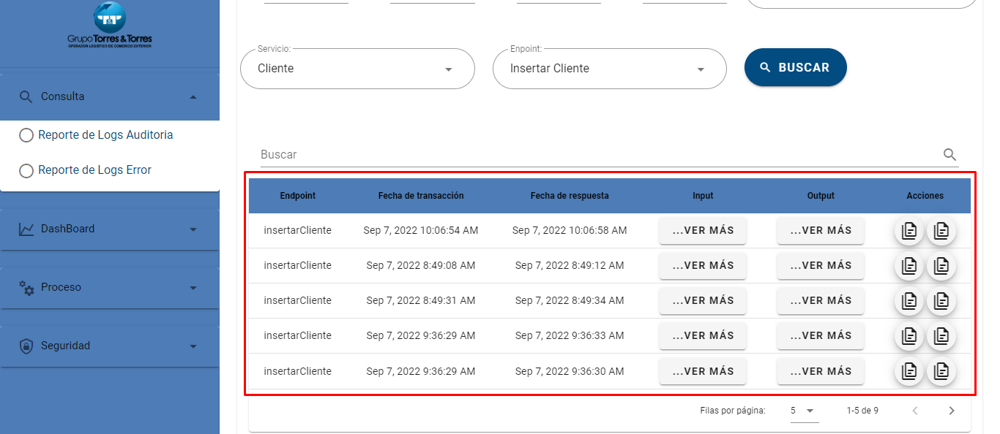 T&T
Grupo Torres & Torres
OPERADOR LOGÍSTICO DE COMERCIO EXTERIOR
Consulta
Reporte de Logs Auditoria
Reporte de Logs Error
DashBoard
Proceso
Seguridad
Servicio:
Cliente
Enpoint:
Insertar Cliente
BUSCAR
Buscar
Endpoint Fecha de transacción Fecha de respuesta Input Output Acciones
insertarCliente Sep 7, 2022 10:06:54 AM Sep 7, 2022 10:06:58 AM ...VER MÁS ...VER MÁS
insertarCliente Sep 7, 2022 8:49:08 AM Sep 7, 2022 8:49:12 AM ...VER MÁS ...VER MÁS
insertarCliente Sep 7, 2022 8:49:31 AM Sep 7, 2022 8:49:34 AM ...VER MÁS ...VER MÁS
insertarCliente Sep 7, 2022 9:36:29 AM Sep 7, 2022 9:36:33 AM ...VER MÁS ...VER MÁS
insertarCliente Sep 7, 2022 9:36:29 AM Sep 7, 2022 9:36:30 AM ...VER MÁS ...VER MÁS
Filas por página: 5 1-5 de 9